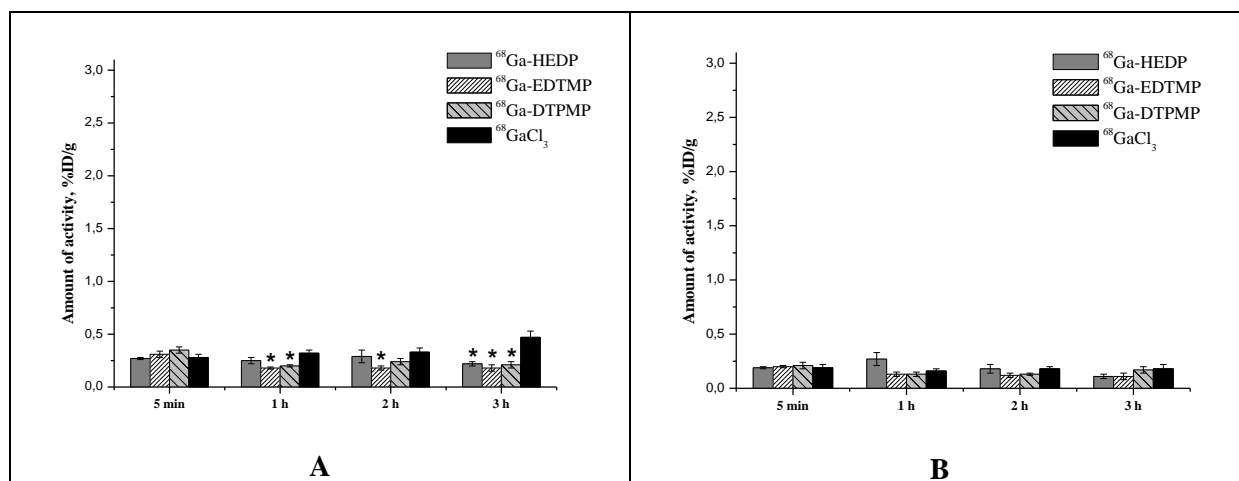 ⁶⁸Ga-HEDP
⁶⁸Ga-EDTMP
⁶⁸Ga-DTPMP
⁶⁸GaCl₃
Amount of activity, %ID/g
3,0
2,5
2,0
1,5
1,0
0,5
0,0
* * * * * *
5 min 1 h 2 h 3 h
A
⁶⁸Ga-HEDP
⁶⁸Ga-EDTMP
⁶⁸Ga-DTPMP
⁶⁸GaCl₃
Amount of activity, %ID/g
3,0
2,5
2,0
1,5
1,0
0,5
0,0
5 min 1 h 2 h 3 h
B